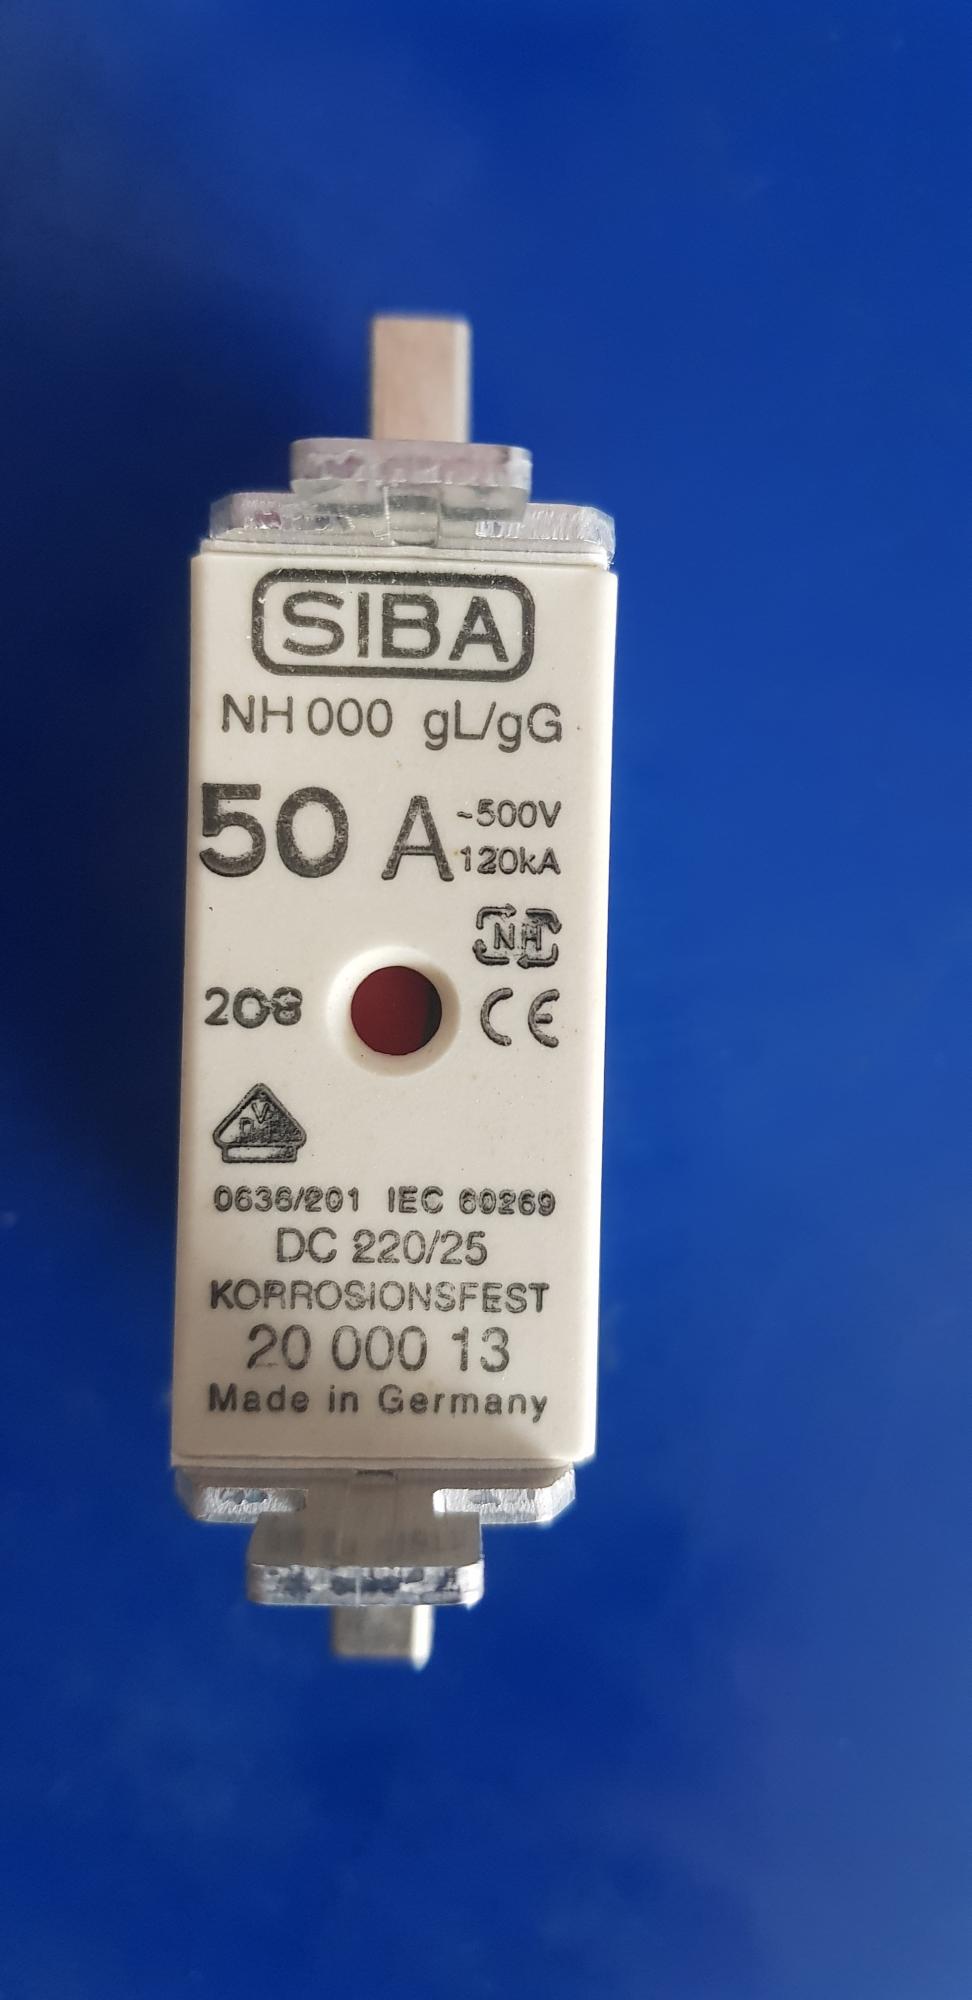 SIBA
NH 000 gL/gG
50 A ~500V
120kA
NH
208
CE
0636/201 IEC 60269
DC 220/25
KORROSIONSFEST
20 000 13
Made in Germany